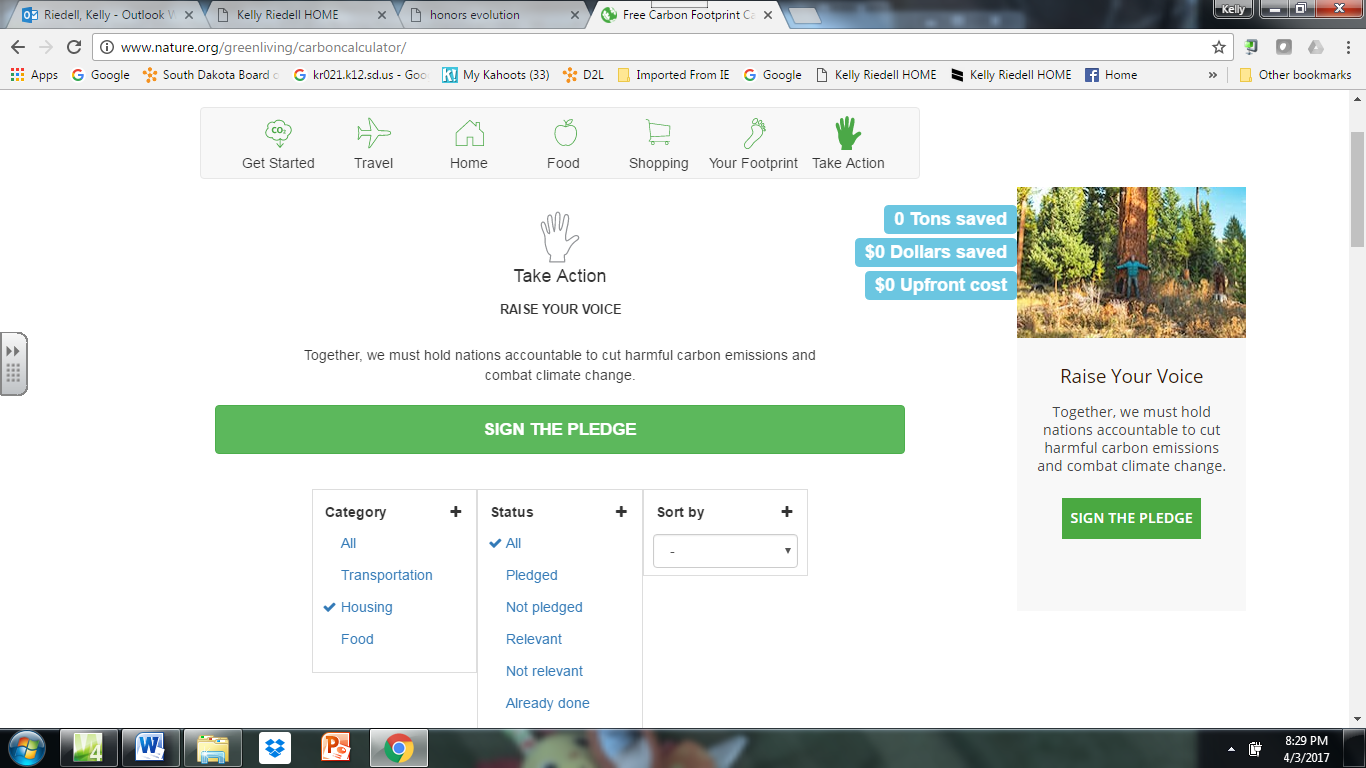 Riedell, Kelly - Outlook W
Kelly Riedell HOME
honors evolution
Free Carbon Footprint Ca
Kelly
www.nature.org/greenliving/carboncalculator/
Apps
Google
South Dakota Board o
kr021.k12.sd.us - Goo
My Kahoots (33)
D2L
Imported From IE
Google
Kelly Riedell HOME
Kelly Riedell HOME
Home
»
Other bookmarks
CO2
Get Started
Travel
Home
Food
Shopping
Your Footprint
Take Action
0 Tons saved
$0 Dollars saved
$0 Upfront cost
Take Action
RAISE YOUR VOICE
Together, we must hold nations accountable to cut harmful carbon emissions and
combat climate change.
SIGN THE PLEDGE
Raise Your Voice
Together, we must hold
nations accountable to cut
harmful carbon emissions
and combat climate change.
SIGN THE PLEDGE
Category +
All
Transportation
Housing
Food
Status +
All
Pledged
Not pledged
Relevant
Not relevant
Already done
Sort by +
-
8:29 PM
4/3/2017